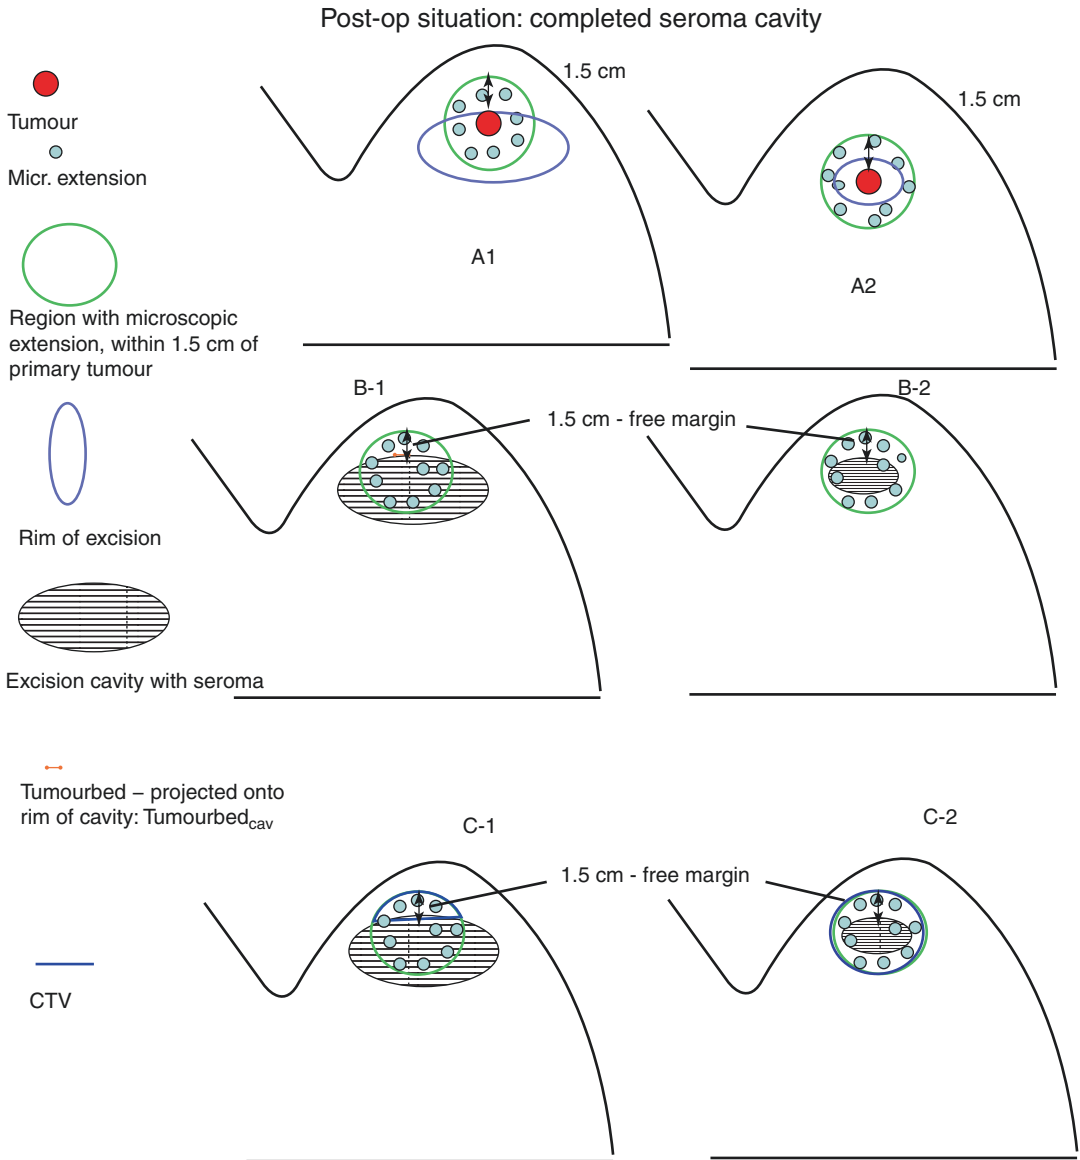 Post-op situation: completed seroma cavity
1.5 cm
1.5 cm
Tumour
Micr. extension
A1
A2
Region with microscopic
extension, within 1.5 cm of
primary tumour
B-1
B-2
1.5 cm - free margin
Rim of excision
Excision cavity with seroma
Tumourbed – projected onto
rim of cavity: Tumourbedcav
C-1
C-2
1.5 cm - free margin
CTV